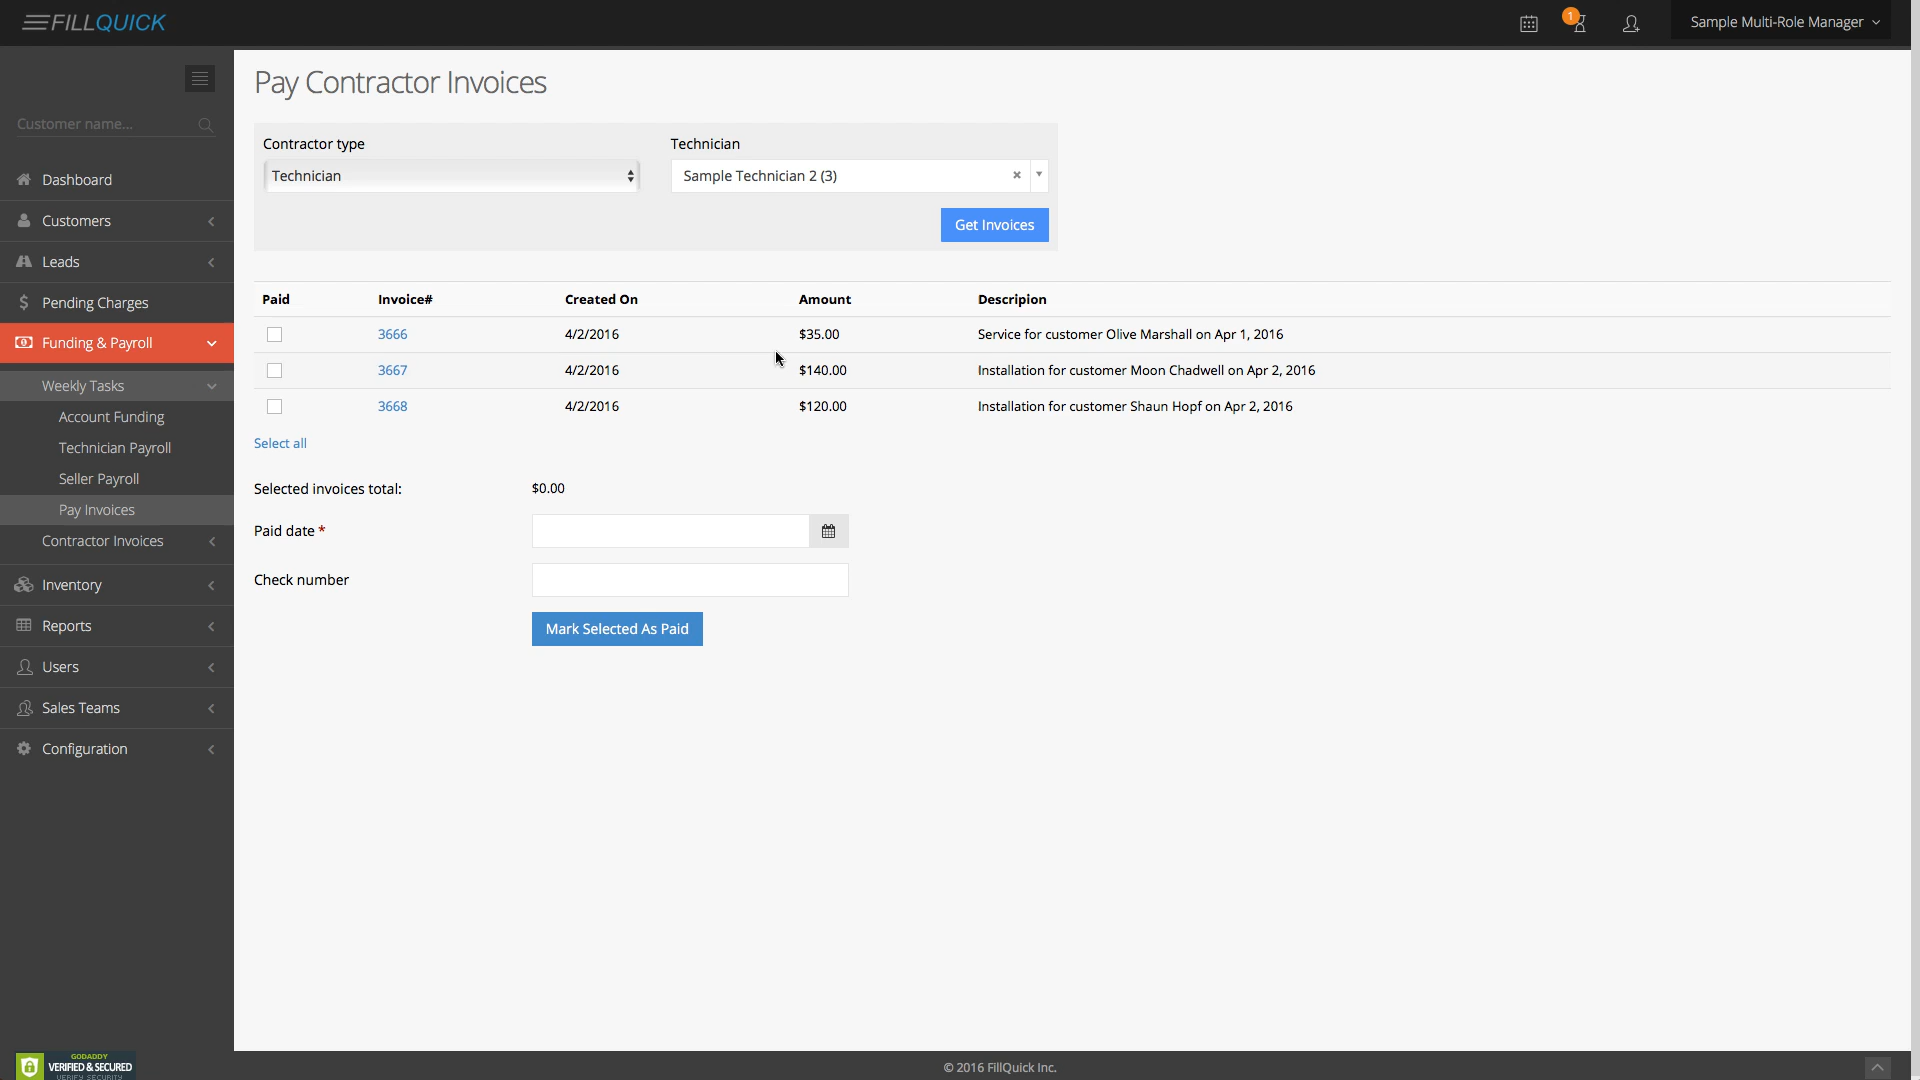 FILLQUICK
1
Sample Multi-Role Manager
Customer name...
Dashboard
Customers
Leads
Pending Charges
Funding & Payroll
Weekly Tasks
Account Funding
Technician Payroll
Seller Payroll
Pay Invoices
Contractor Invoices
Inventory
Reports
Users
Sales Teams
Configuration
GODADDY
VERIFIED & SECURED
VERIFY SECURITY
Pay Contractor Invoices
Contractor type Technician
Technician Sample Technician 2 (3)
Get Invoices
Paid Invoice# Created On Amount Descripion
3666 4/2/2016 $35.00 Service for customer Olive Marshall on Apr 1, 2016
3667 4/2/2016 $140.00 Installation for customer Moon Chadwell on Apr 2, 2016
3668 4/2/2016 $120.00 Installation for customer Shaun Hopf on Apr 2, 2016
Select all
Selected invoices total: $0.00
Paid date *
Check number
Mark Selected As Paid
© 2016 FillQuick Inc.